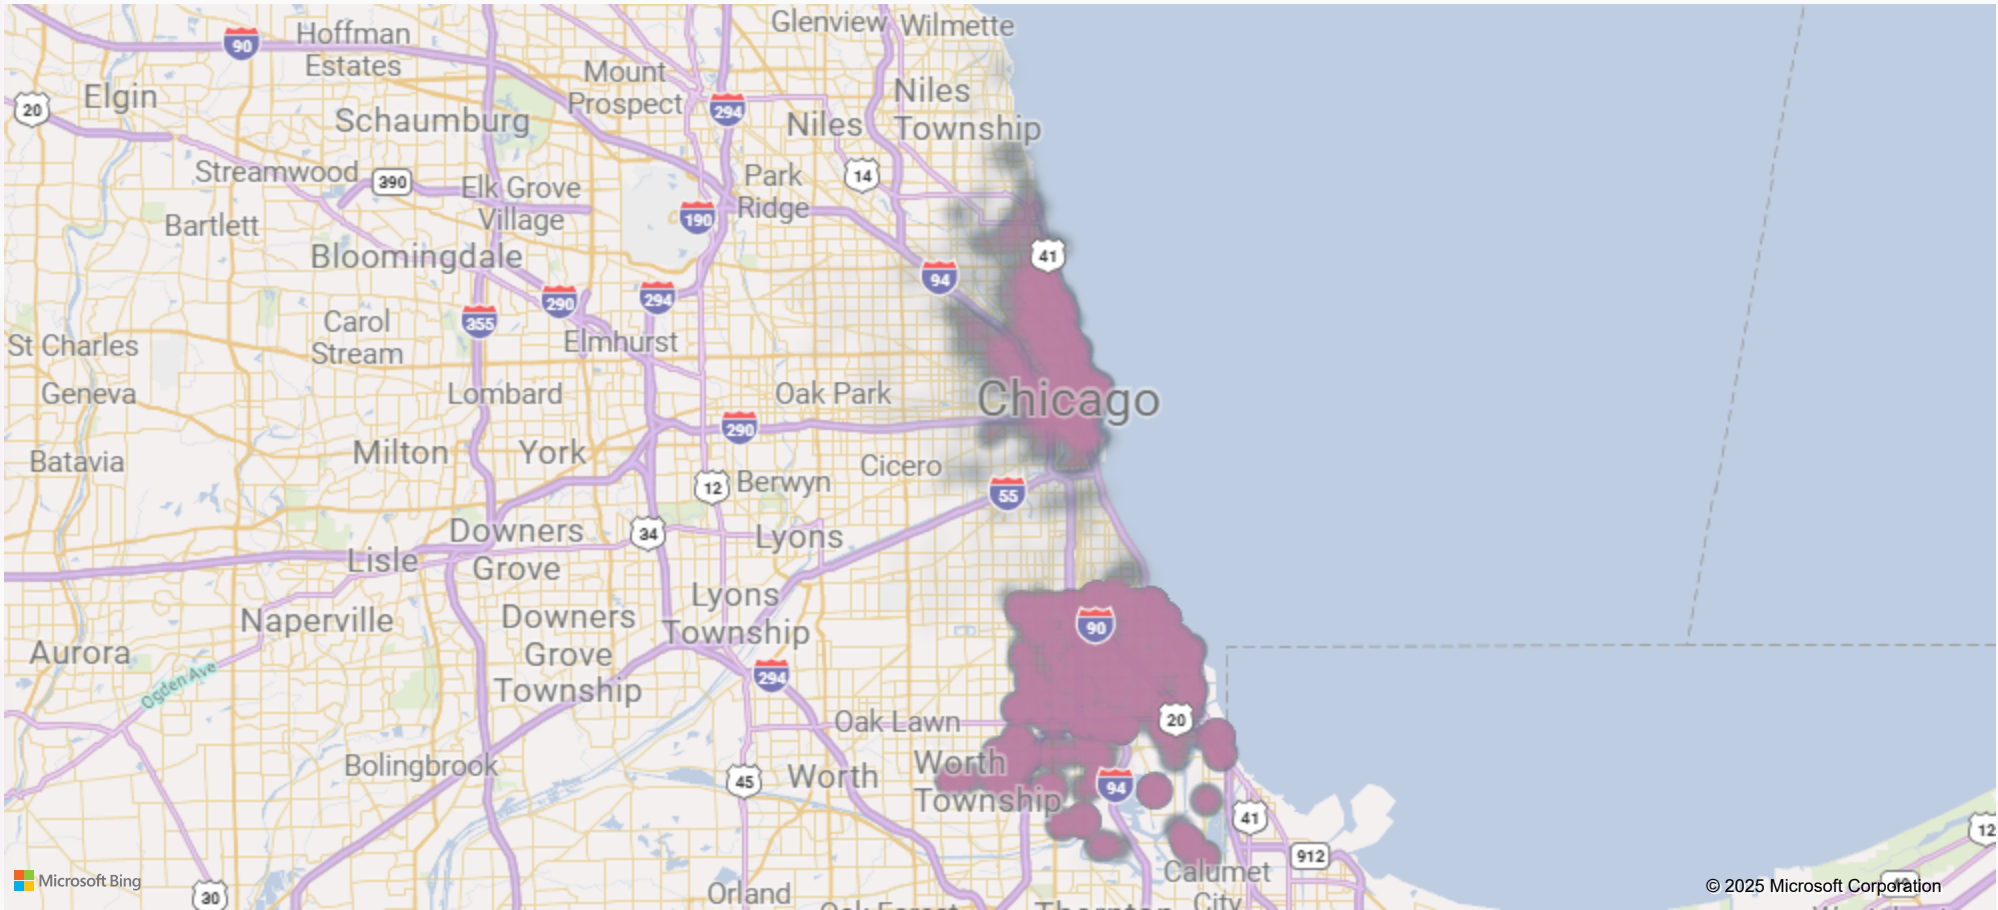 Glenview
Wilmette
90
Hoffman
Estates
Mount
Prospect
Niles
Township
Elgin
20
294
Schaumburg
Niles
Streamwood
390
Elk Grove
Village
14
Park
Ridge
190
Bartlett
Bloomingdale
41
94
290
294
355
Carol
Stream
St Charles
Elmhurst
Geneva
Lombard
Oak Park
Chicago
290
Milton
York
Batavia
Cicero
12
Berwyn
55
Downers
Grove
34
Lyons
Lisle
Lyons
Township
Naperville
Downers
Grove
Township
90
Aurora
Ogden Ave
294
20
Oak Lawn
Bolingbrook
45
Worth
Worth
Township
94
41
12
912
Calumet
City
Microsoft Bing
30
Orland
© 2025 Microsoft Corporation
Oak Forest
Thornton